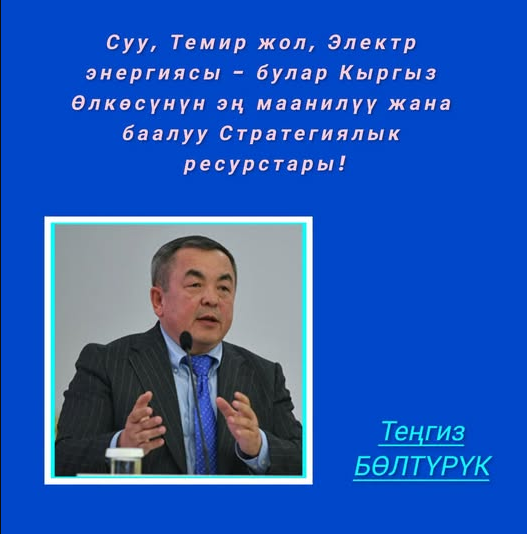 Суу, Темир жол, Электр
энергиясы – булар Кыргыз
Өлкөсүнүн эң маанилүү жана
баалуу Стратегиялык
ресурстары!
Теңгиз
БӨЛТҮРҮК